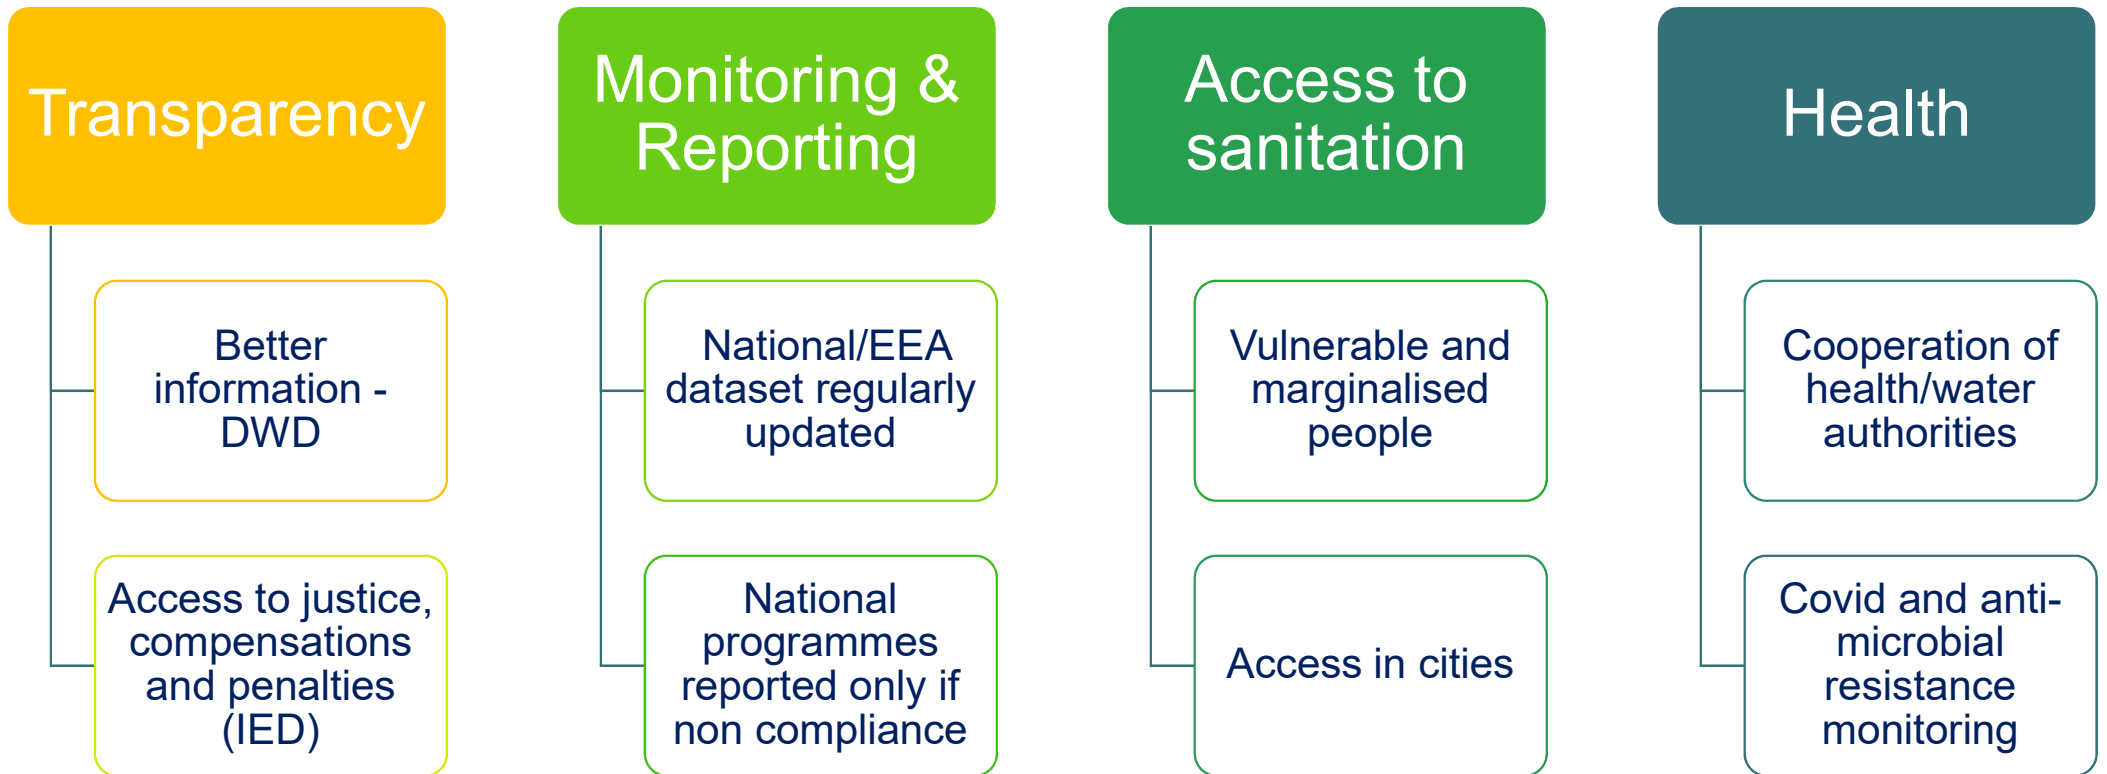 Transparency
Better
information -
DWD
Access to justice,
compensations
and penalties
(IED)
Monitoring &
Reporting
National/EEA
dataset regularly
updated
National
programmes
reported only if
non compliance
Access to
sanitation
Vulnerable and
marginalised
people
Access in cities
Health
Cooperation of
health/water
authorities
Covid and anti-
microbial
resistance
monitoring